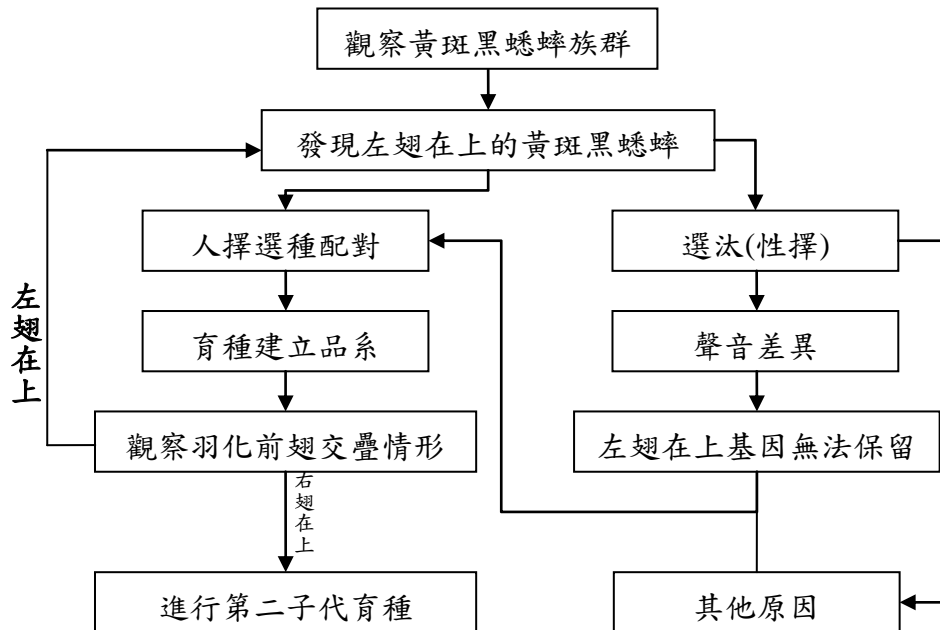 觀察黃斑黑蟋蟀族群
發現左翅在上的黃斑黑蟋蟀
人擇選種配對
選汰(性擇)
左翅在上
育種建立品系
聲音差異
觀察羽化前翅交疊情形
左翅在上基因無法保留
右翅在上
進行第二子代育種
其他原因